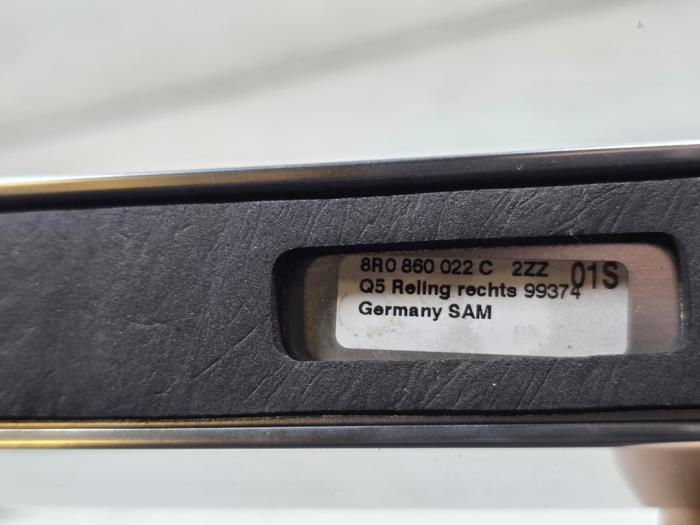 8R0 860 022 C 2ZZ 01S
Q5 Reling rechts 99374
Germany SAM